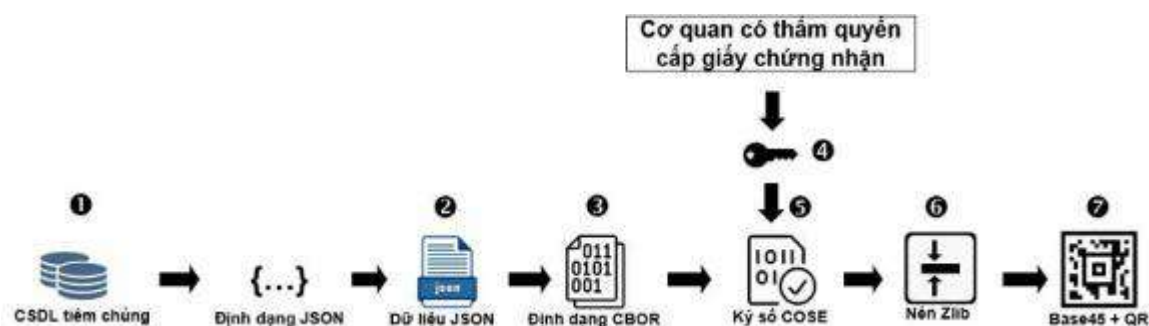 Cơ quan có thẩm quyền
cấp giấy chứng nhận
❹
❶
❷
❸
❺
❻
❼
{...}
json
011
0101
001
1011
01
CSDL tiêm chủng
Định dạng JSON
Dữ liệu JSON
Định dạng CBOR
Ký số COSE
Nén Zlib
Base45 + QR